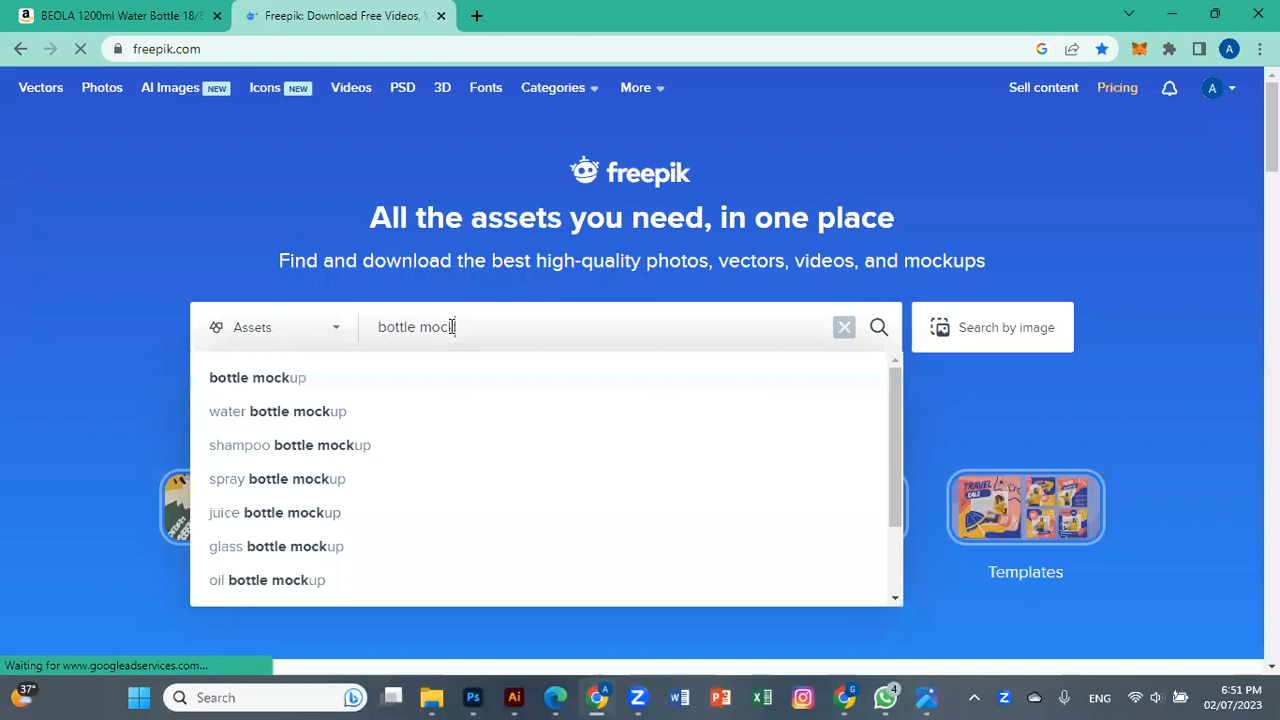 BEOLA 1200ml Water Bottle 18/8
Freepik: Download Free Videos, V
freepik.com
A
Vectors Photos AI Images NEW Icons NEW Videos PSD 3D Fonts Categories More Sell content Pricing A
freepik
All the assets you need, in one place
Find and download the best high-quality photos, vectors, videos, and mockups
Assets bottle mock Search by image
bottle mockup
water bottle mockup
shampoo bottle mockup
spray bottle mockup
juice bottle mockup
glass bottle mockup
oil bottle mockup
TRAVEL SALE
Templates
Waiting for www.googleadservices.com...
37° Search ENG 6:51 PM
02/07/2023